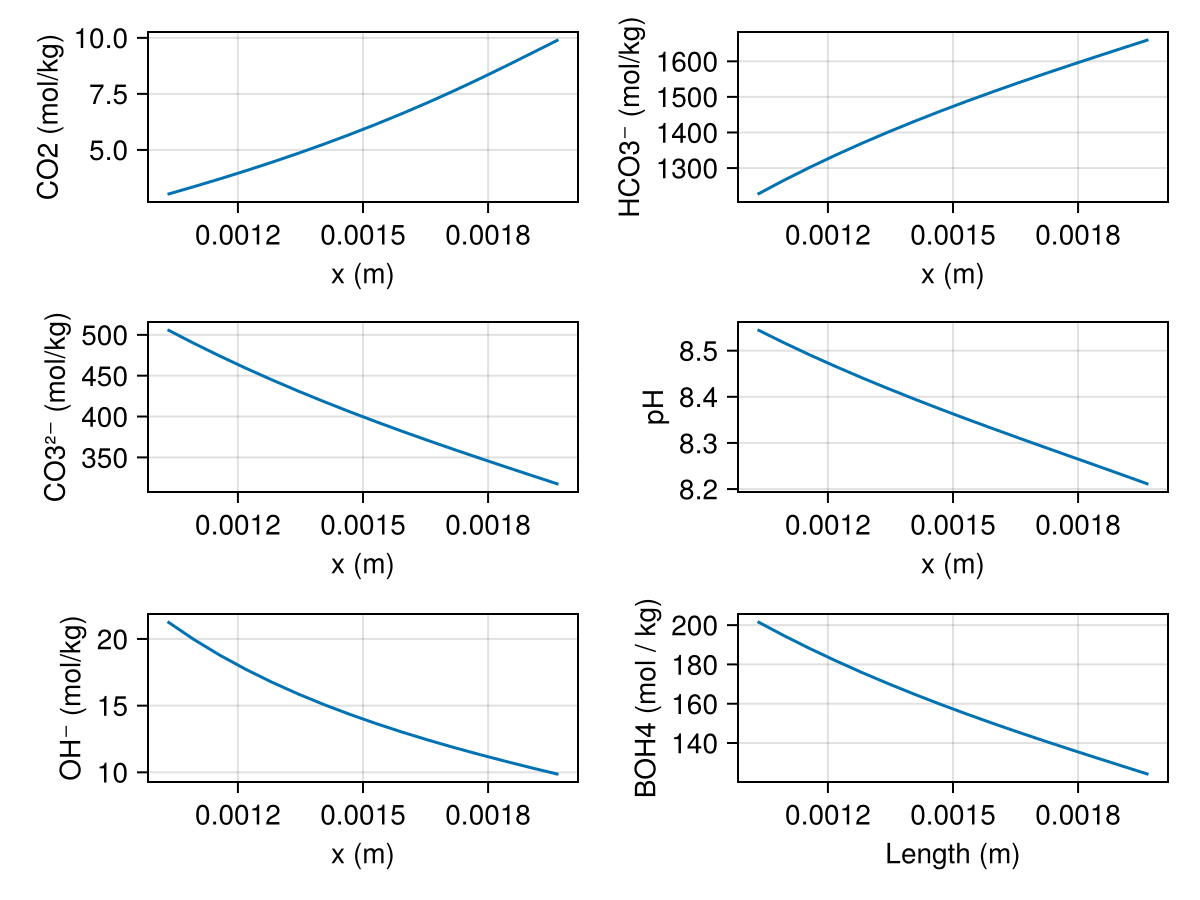 CO2 (mol/kg)
10.0
7.5
5.0
0.0012 0.0015 0.0018
x (m)
HCO3⁻ (mol/kg)
1600
1500
1400
1300
0.0012 0.0015 0.0018
x (m)
CO3²⁻ (mol/kg)
500
450
400
350
0.0012 0.0015 0.0018
x (m)
pH
8.5
8.4
8.3
8.2
0.0012 0.0015 0.0018
x (m)
OH⁻ (mol/kg)
20
15
10
0.0012 0.0015 0.0018
x (m)
BOH4 (mol / kg)
200
180
160
140
0.0012 0.0015 0.0018
Length (m)